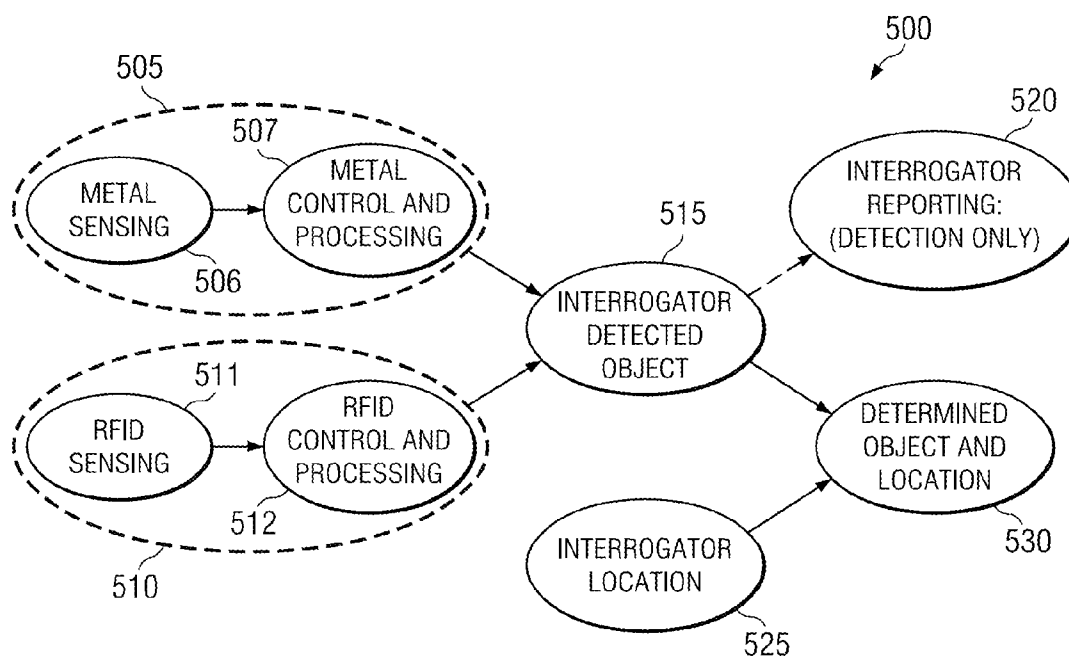 500
505
507
METAL
SENSING
506
METAL
CONTROL AND
PROCESSING
520
INTERROGATOR
REPORTING:
(DETECTION ONLY)
515
INTERROGATOR
DETECTED
OBJECT
511
RFID
SENSING
RFID
CONTROL AND
PROCESSING
512
510
DETERMINED
OBJECT AND
LOCATION
530
INTERROGATOR
LOCATION
525